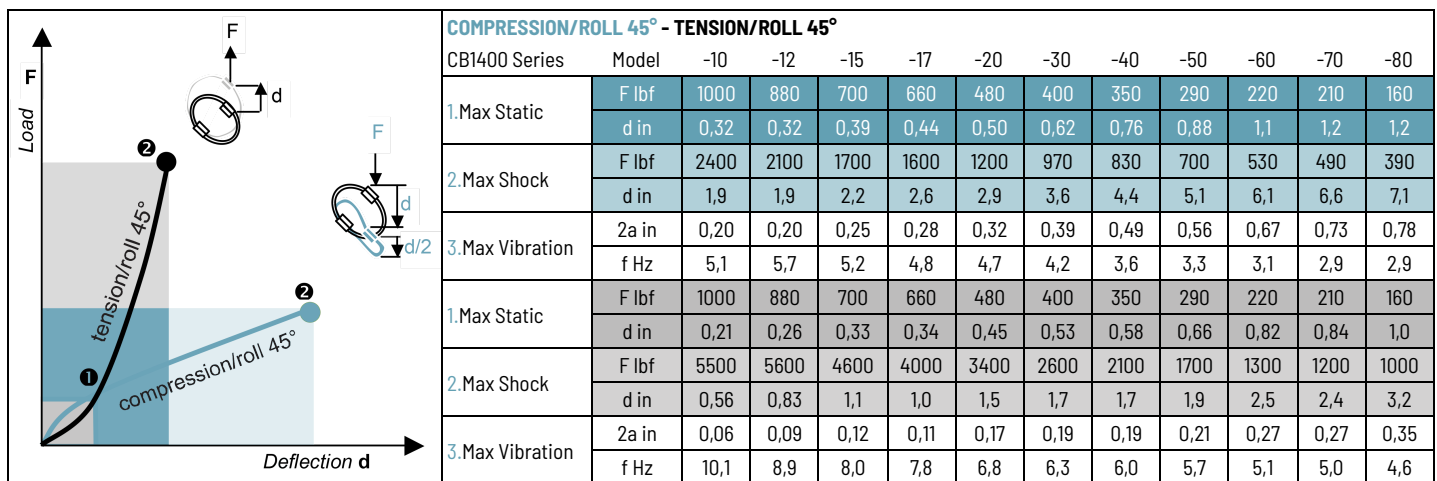 F
Load
F
d
❷
F
d
d/2
tension/roll 45°
❷
❶
compression/roll 45°
Deflection d
COMPRESSION/ROLL 45° - TENSION/ROLL 45°
CB1400 Series Model -10 -12 -15 -17 -20 -30 -40 -50 -60 -70 -80
1.Max Static
F lbf 1000 880 700 660 480 400 350 290 220 210 160
d in 0,32 0,32 0,39 0,44 0,50 0,62 0,76 0,88 1,1 1,2 1,2
2.Max Shock
F lbf 2400 2100 1700 1600 1200 970 830 700 530 490 390
d in 1,9 1,9 2,2 2,6 2,9 3,6 4,4 5,1 6,1 6,6 7,1
3.Max Vibration
2a in 0,20 0,20 0,25 0,28 0,32 0,39 0,49 0,56 0,67 0,73 0,78
f Hz 5,1 5,7 5,2 4,8 4,7 4,2 3,6 3,3 3,1 2,9 2,9
1.Max Static
F lbf 1000 880 700 660 480 400 350 290 220 210 160
d in 0,21 0,26 0,33 0,34 0,45 0,53 0,58 0,66 0,82 0,84 1,0
2.Max Shock
F lbf 5500 5600 4600 4000 3400 2600 2100 1700 1300 1200 1000
d in 0,56 0,83 1,1 1,0 1,5 1,7 1,7 1,9 2,5 2,4 3,2
3.Max Vibration
2a in 0,06 0,09 0,12 0,11 0,17 0,19 0,19 0,21 0,27 0,27 0,35
f Hz 10,1 8,9 8,0 7,8 6,8 6,3 6,0 5,7 5,1 5,0 4,6